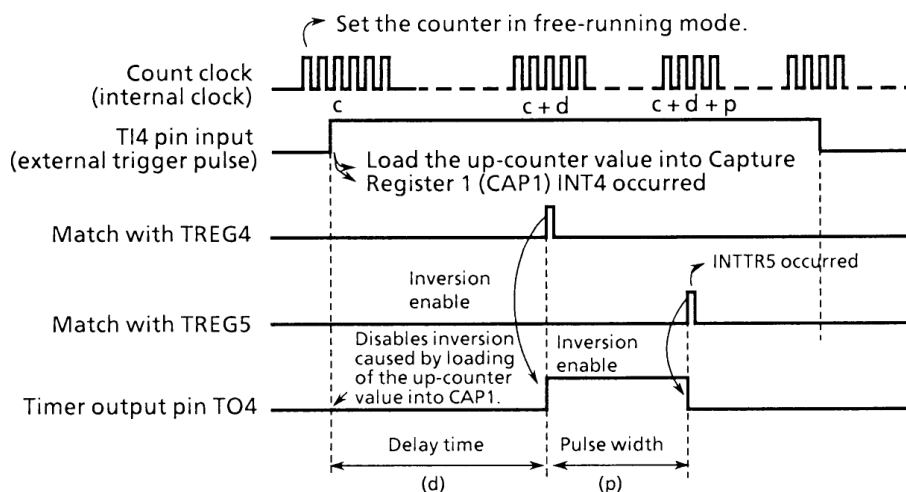 Set the counter in free-running mode.
Count clock
(internal clock)
c
c + d
c + d + p
TI4 pin input
(external trigger pulse)
Load the up-counter value into Capture
Register 1 (CAP1) INT4 occurred
Match with TREG4
INTTR5 occurred
Inversion
enable
Match with TREG5
Disables inversion
caused by loading
of the up-counter
value into CAP1.
Inversion
enable
Timer output pin TO4
Delay time
Pulse width
(d)
(p)